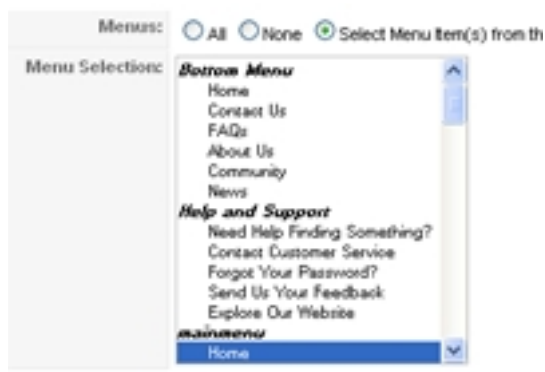 Menus: All None Select Menu Item(s) from th
Menu Selection: Bottom Menu
Home
Contact Us
FAQs
About Us
Community
News
Help and Support
Need Help Finding Something?
Contact Customer Service
Forgot Your Password?
Send Us Your Feedback
Explore Our Website
mainmenu
Home